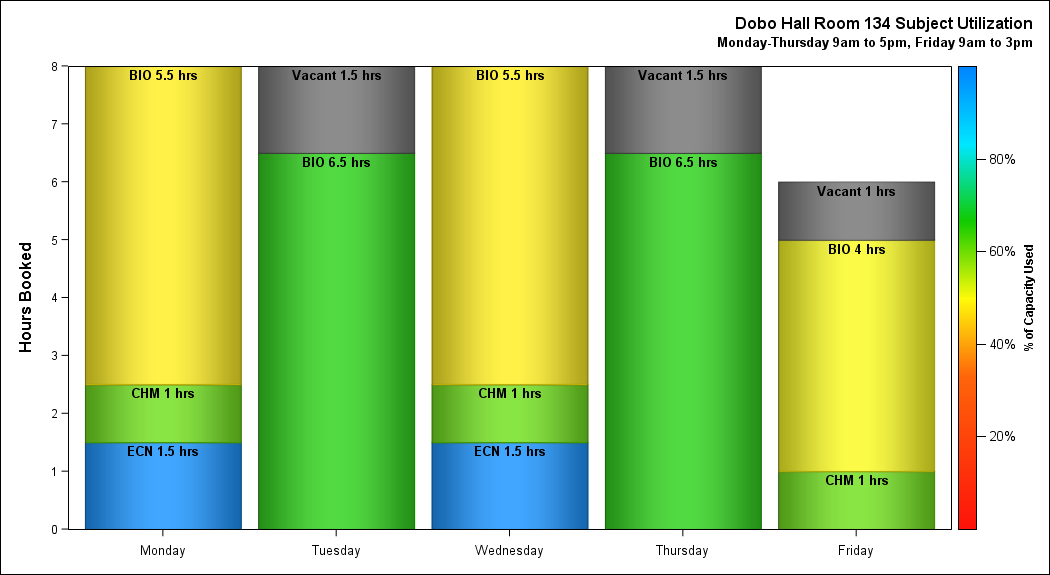 Dobo Hall Room 134 Subject Utilization
Monday-Thursday 9am to 5pm, Friday 9am to 3pm
Hours Booked
8
7
6
5
4
3
2
1
0
BIO 5.5 hrs
CHM 1 hrs
ECN 1.5 hrs
Vacant 1.5 hrs
BIO 6.5 hrs
BIO 5.5 hrs
CHM 1 hrs
ECN 1.5 hrs
Vacant 1.5 hrs
BIO 6.5 hrs
Vacant 1 hrs
BIO 4 hrs
CHM 1 hrs
Monday
Tuesday
Wednesday
Thursday
Friday
80%
60%
40%
20%
% of Capacity Used